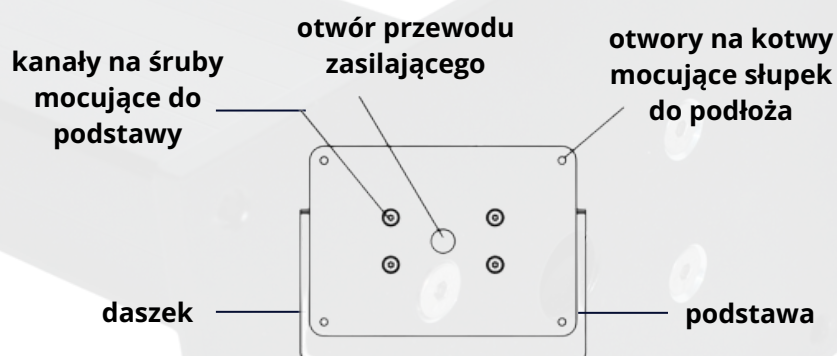 kanały na śruby
mocujące do
podstawy
otwór przewodu
zasilającego
otwory na kotwy
mocujące słupek
do podłoża
daszek
podstawa